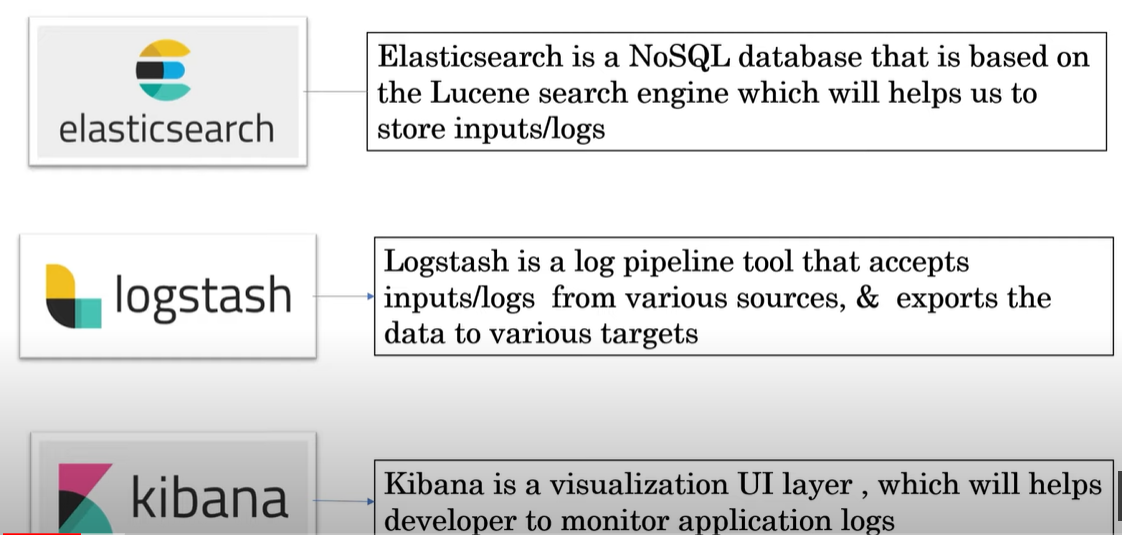 elasticsearch
Elasticsearch is a NoSQL database that is based on
the Lucene search engine which will helps us to
store inputs/logs
logstash
Logstash is a log pipeline tool that accepts
inputs/logs  from various sources, &  exports the
data to various targets
kibana
Kibana is a visualization UI layer , which will helps
developer to monitor application logs